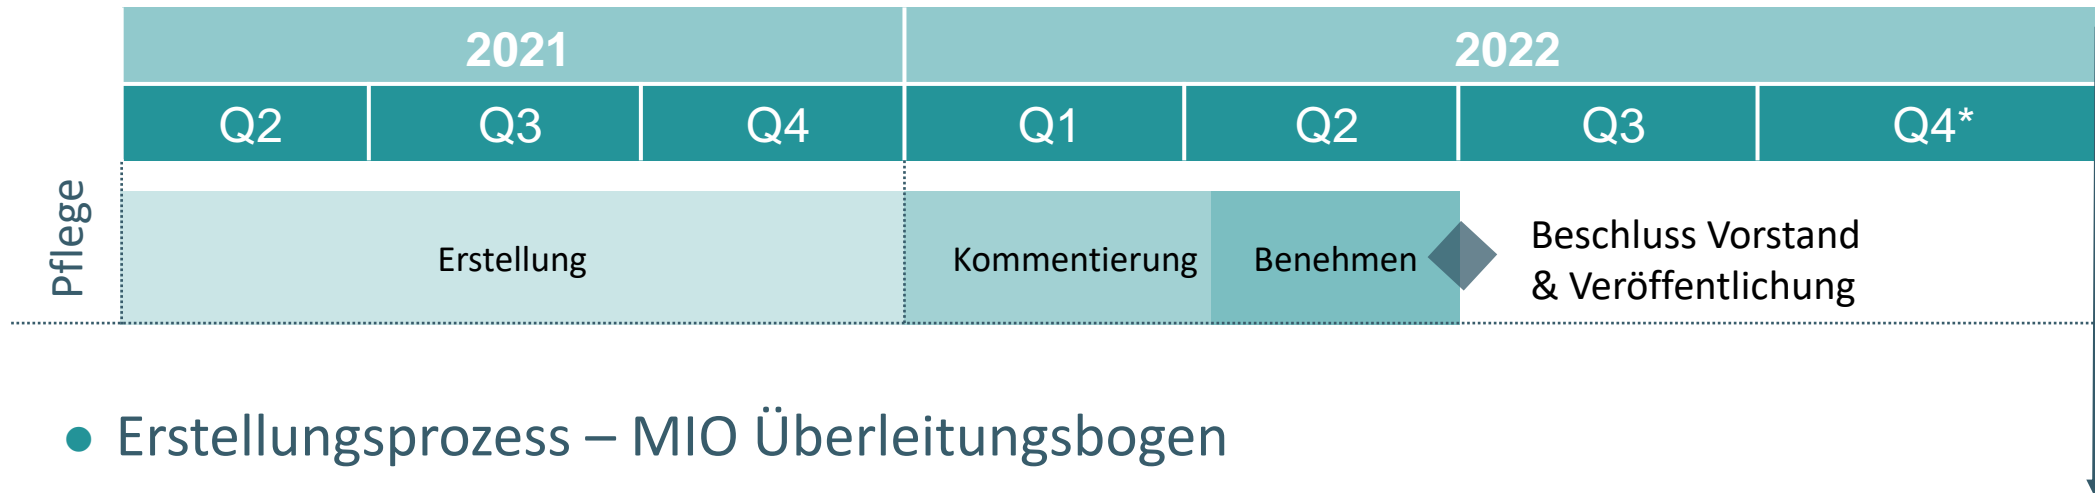 2021
2022
Q2
Q3
Q4
Q1
Q2
Q3
Q4*
Pflege
Erstellung
Kommentierung
Benehmen
Beschluss Vorstand
& Veröffentlichung
● Erstellungsprozess – MIO Überleitungsbogen